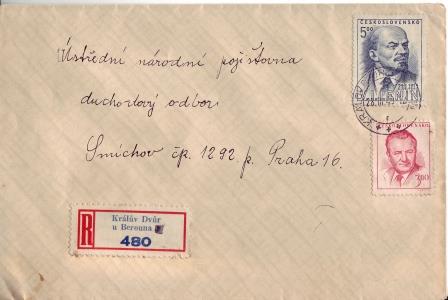 ČESKOSLOVENSKO
5.00
LENIN
Ústřední národní pojišťovna
duchodový odbor
Smíchov čp. 1292 p. Praha 16.
3.00
R
Králův Dvůr
u Berouna
480